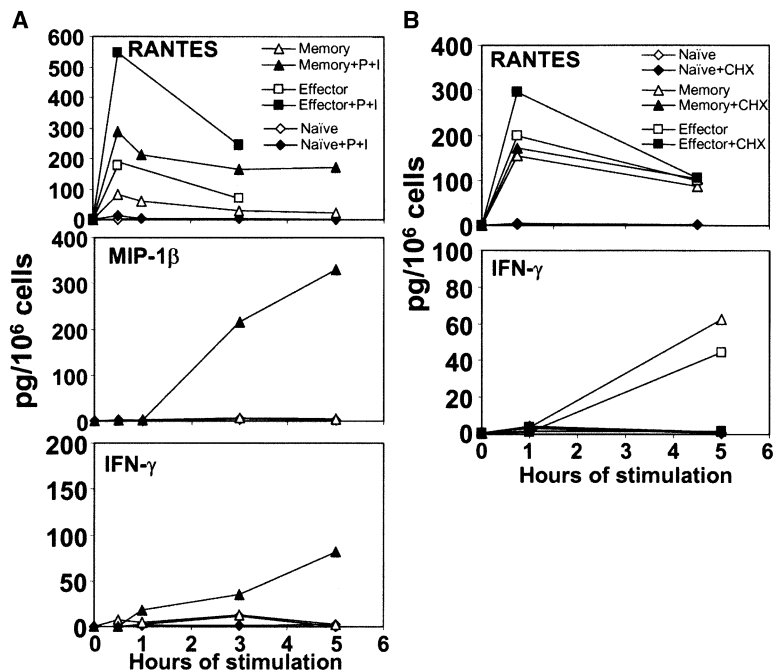 A
RANTES
600
500
400
300
200
100
0
Memory
Memory+P+I
Effector
Effector+P+I
Naïve
Naïve+P+I
MIP-1β
400
300
200
100
0
pg/10⁶ cells
IFN-γ
200
150
100
50
0
0 1 2 3 4 5 6
Hours of stimulation
B
RANTES
400
300
200
100
0
Naïve
Naïve+CHX
Memory
Memory+CHX
Effector
Effector+CHX
pg/10⁶ cells
IFN-γ
100
80
60
40
20
0
0 1 2 3 4 5 6
Hours of stimulation